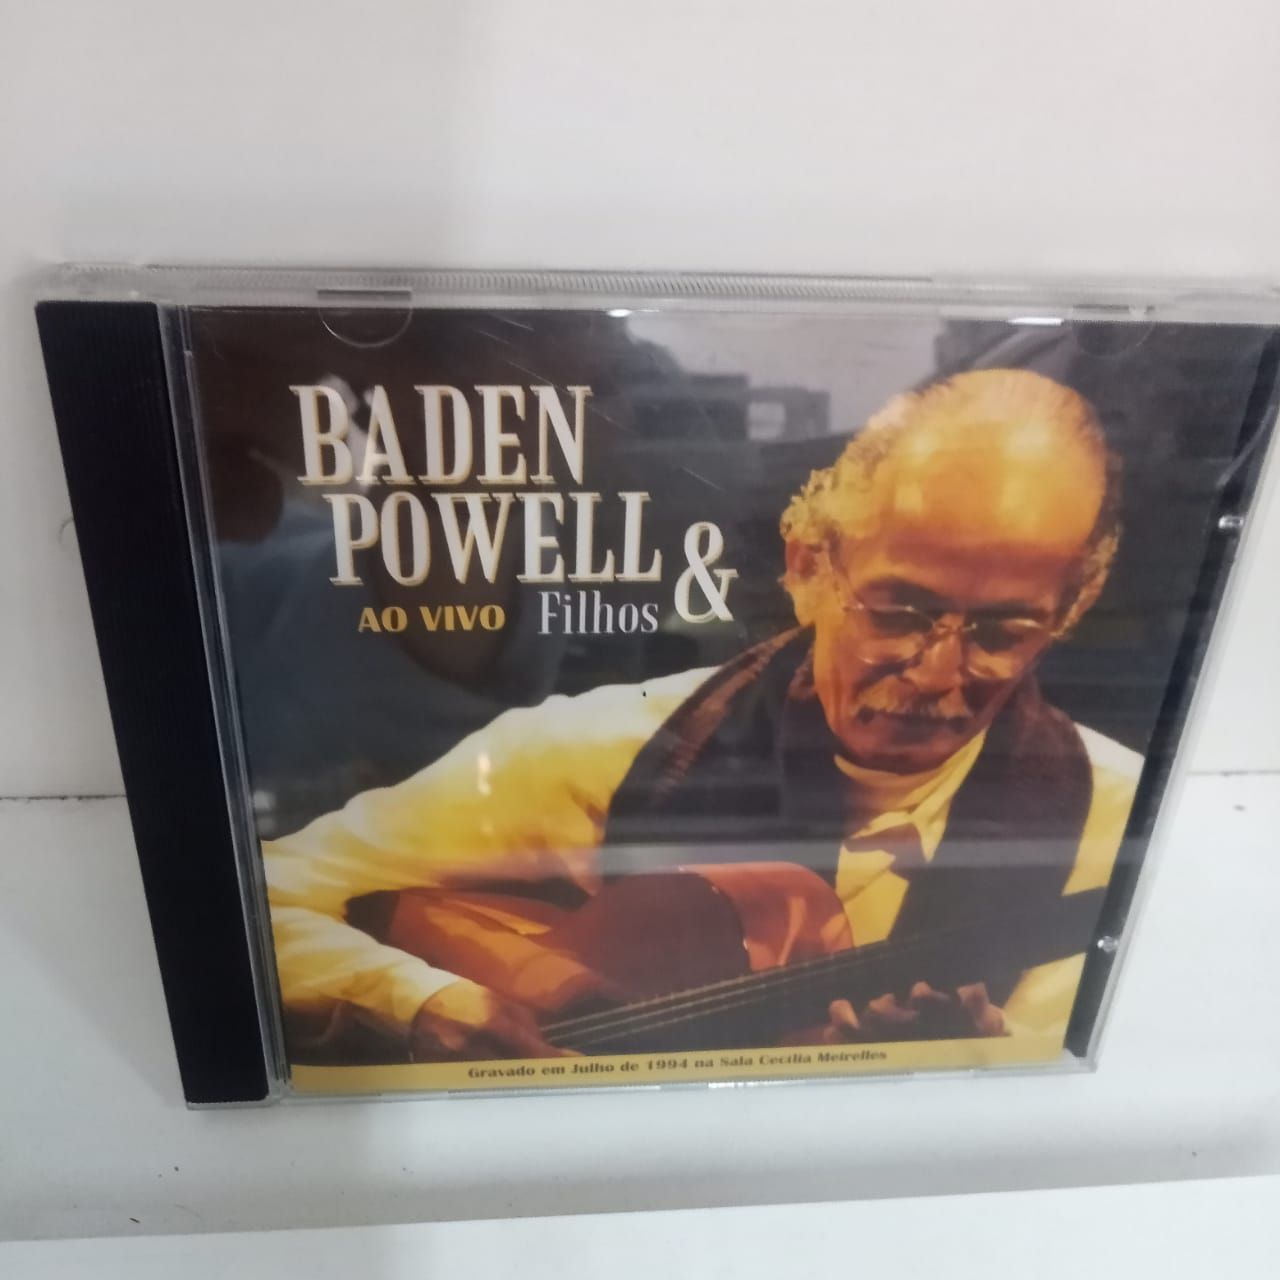 BADEN
POWELL &
AO VIVO Filhos
Gravado em Julho de 1994 na Sala Cecília Meirelles